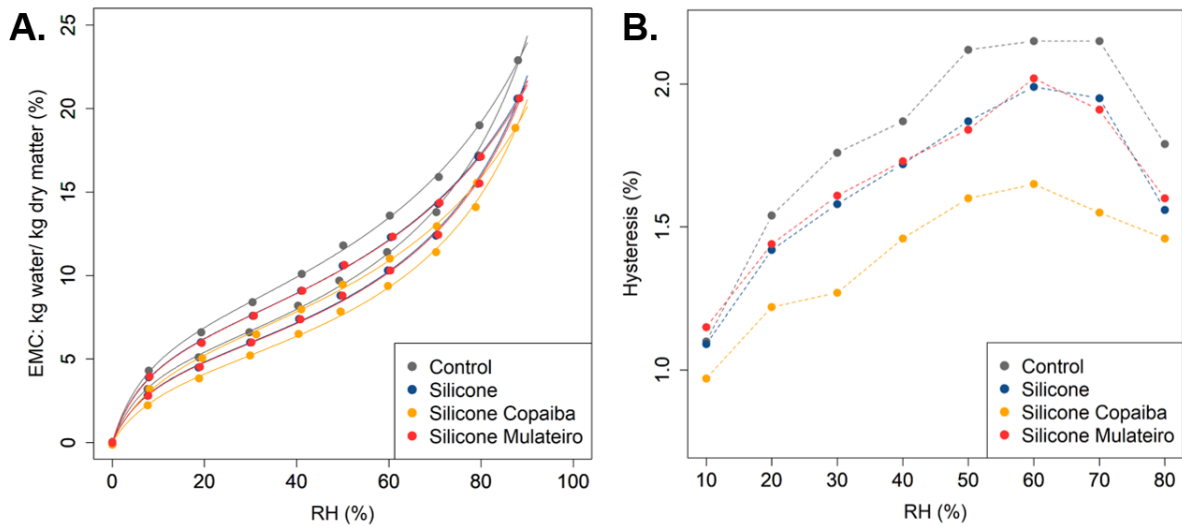 A.
EMC: kg water/ kg dry matter (%)
25
20
15
10
5
0
0 20 40 60 80 100
RH (%)
Control
Silicone
Silicone Copaiba
Silicone Mulateiro
B.
Hysteresis (%)
2.0
1.5
1.0
10 20 30 40 50 60 70 80
RH (%)
Control
Silicone
Silicone Copaiba
Silicone Mulateiro